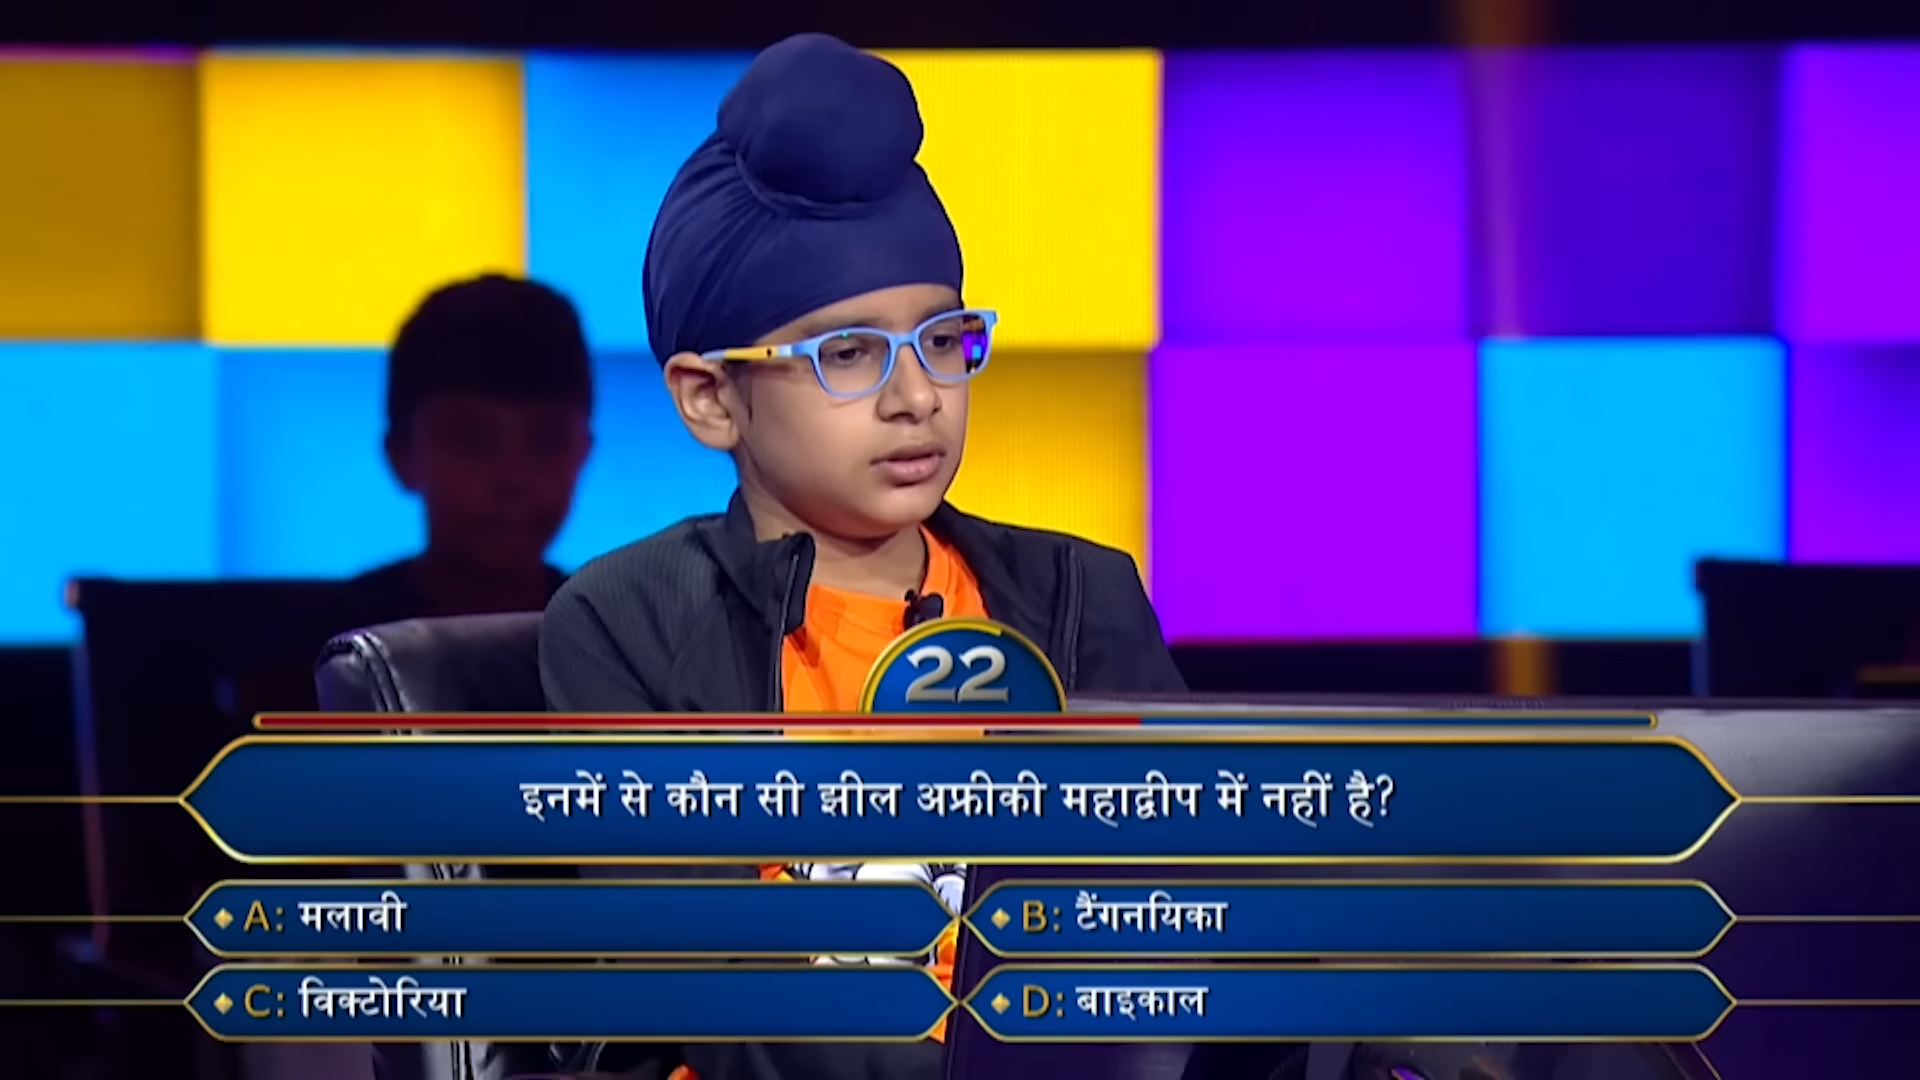 22
इनमें से कौन सी झील अफ्रीकी महाद्वीप में नहीं है?
A: मलावी
B: टैंगनयिका
C: विक्टोरिया
D: बाइकाल